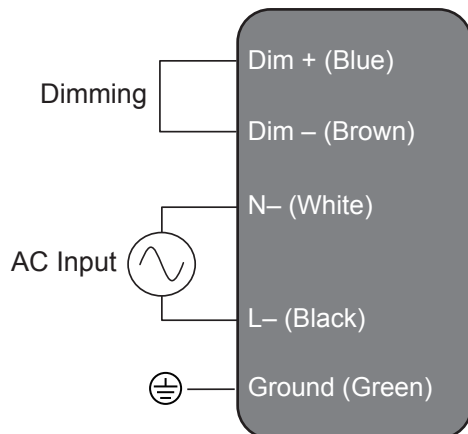 Dim + (Blue)
Dimming
Dim – (Brown)
N– (White)
AC Input
L– (Black)
Ground (Green)